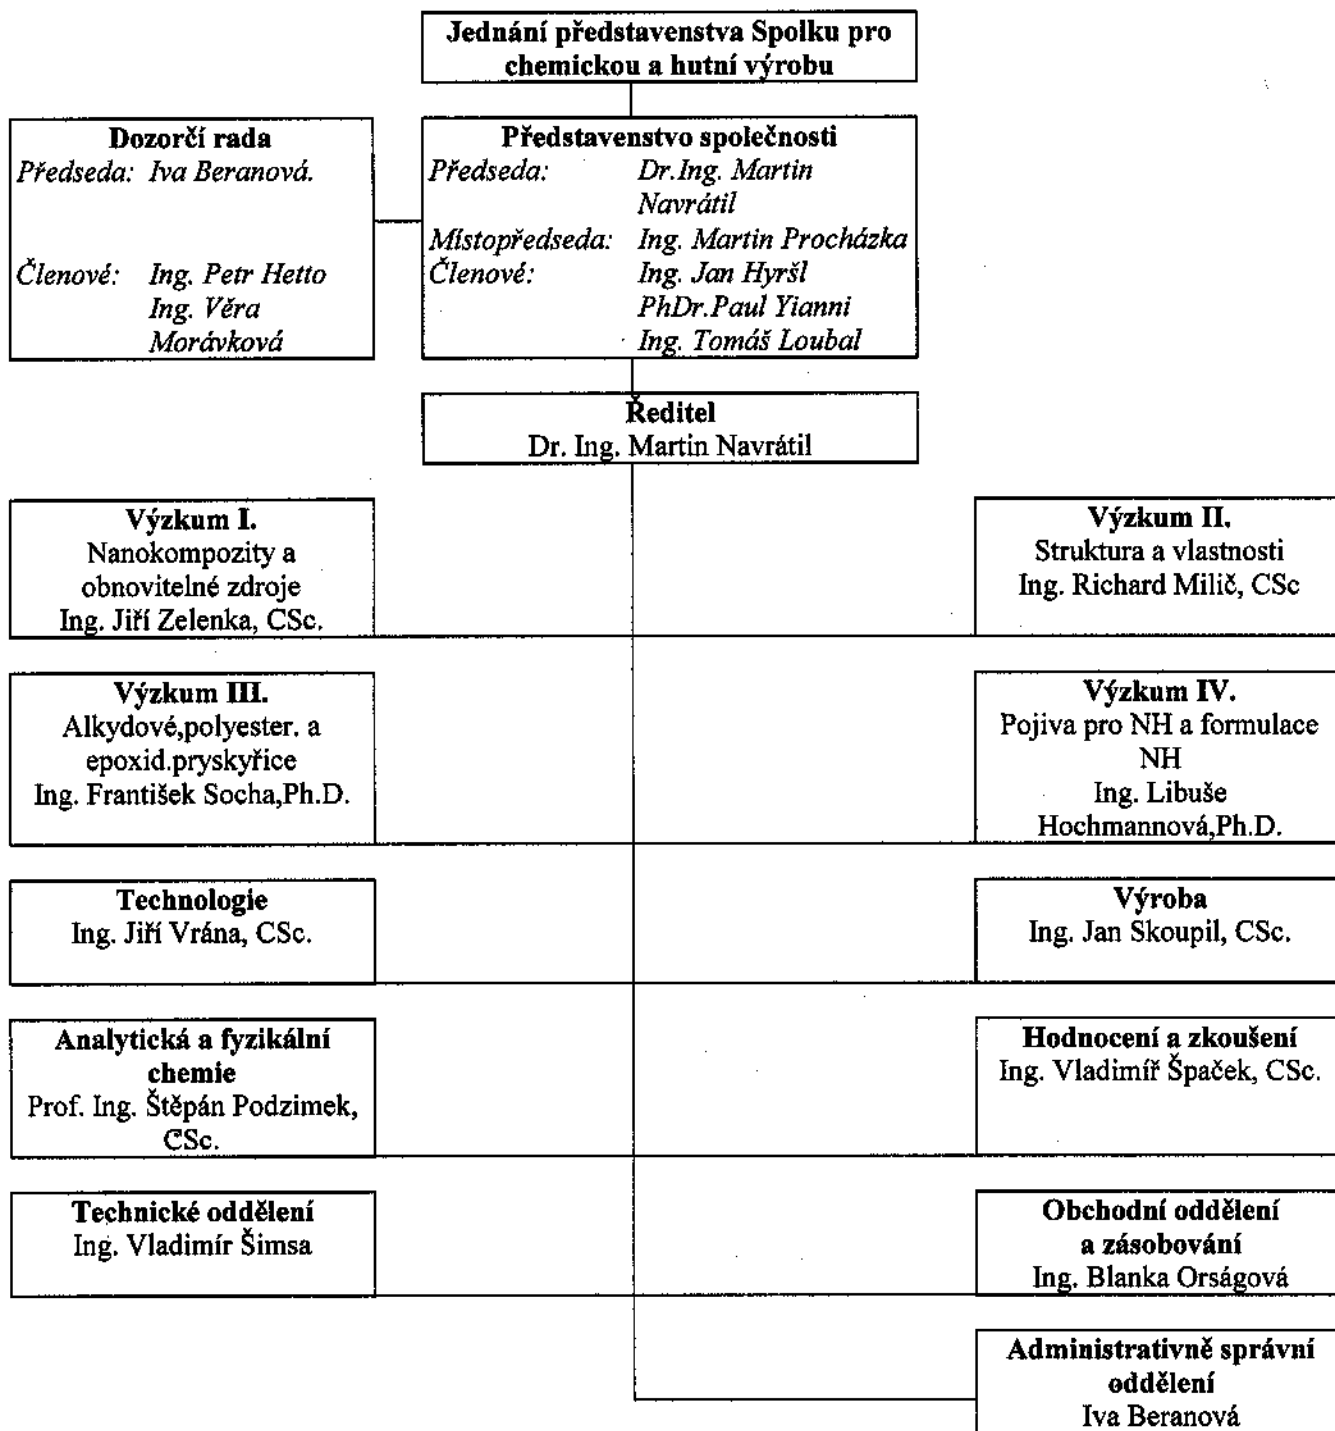 Jednání představenstva Spolku pro
chemickou a hutní výrobu
Dozorčí rada
Předseda: Iva Beranová.
Členové: Ing. Petr Hetto
Ing. Věra
Morávková
Představenstvo společnosti
Předseda: Dr.Ing. Martin
Navrátil
Místopředseda: Ing. Martin Procházka
Členové: Ing. Jan Hyršl
PhDr.Paul Yianni
Ing. Tomáš Loubal
Ředitel
Dr. Ing. Martin Navrátil
Výzkum I.
Nanokompozity a
obnovitelné zdroje
Ing. Jiří Zelenka, CSc.
Výzkum II.
Struktura a vlastnosti
Ing. Richard Milič, CSc
Výzkum III.
Alkydové,polyester. a
epoxid.pryskyřice
Ing. František Socha,Ph.D.
Výzkum IV.
Pojiva pro NH a formulace
NH
Ing. Libuše
Hochmannová,Ph.D.
Technologie
Ing. Jiří Vrána, CSc.
Výroba
Ing. Jan Skoupil, CSc.
Analytická a fyzikální
chemie
Prof. Ing. Štěpán Podzimek,
CSc.
Hodnocení a zkoušení
Ing. Vladimíř Špaček, CSc.
Technické oddělení
Ing. Vladimír Šimsa
Obchodní oddělení
a zásobování
Ing. Blanka Orságová
Administrativně správní
oddělení
Iva Beranová